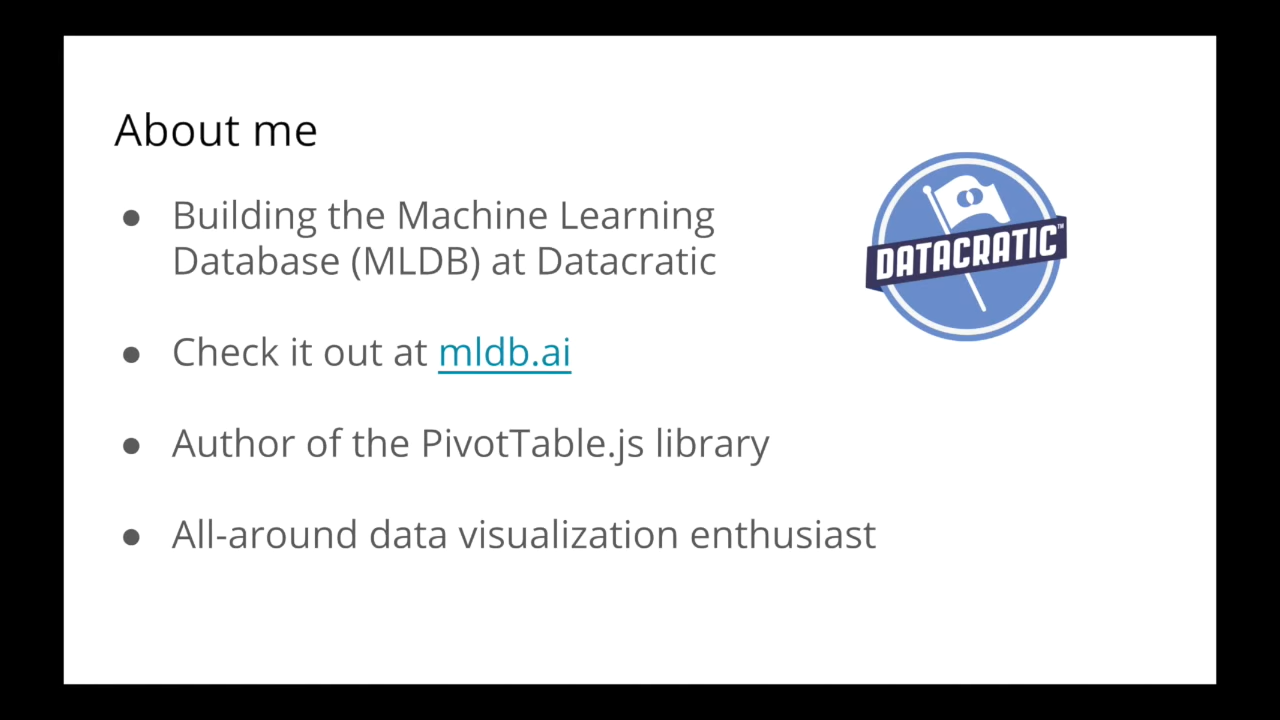 About me
● Building the Machine Learning
Database (MLDB) at Datacratic
● Check it out at mldb.ai
● Author of the PivotTable.js library
● All-around data visualization enthusiast
DATACRATIC™